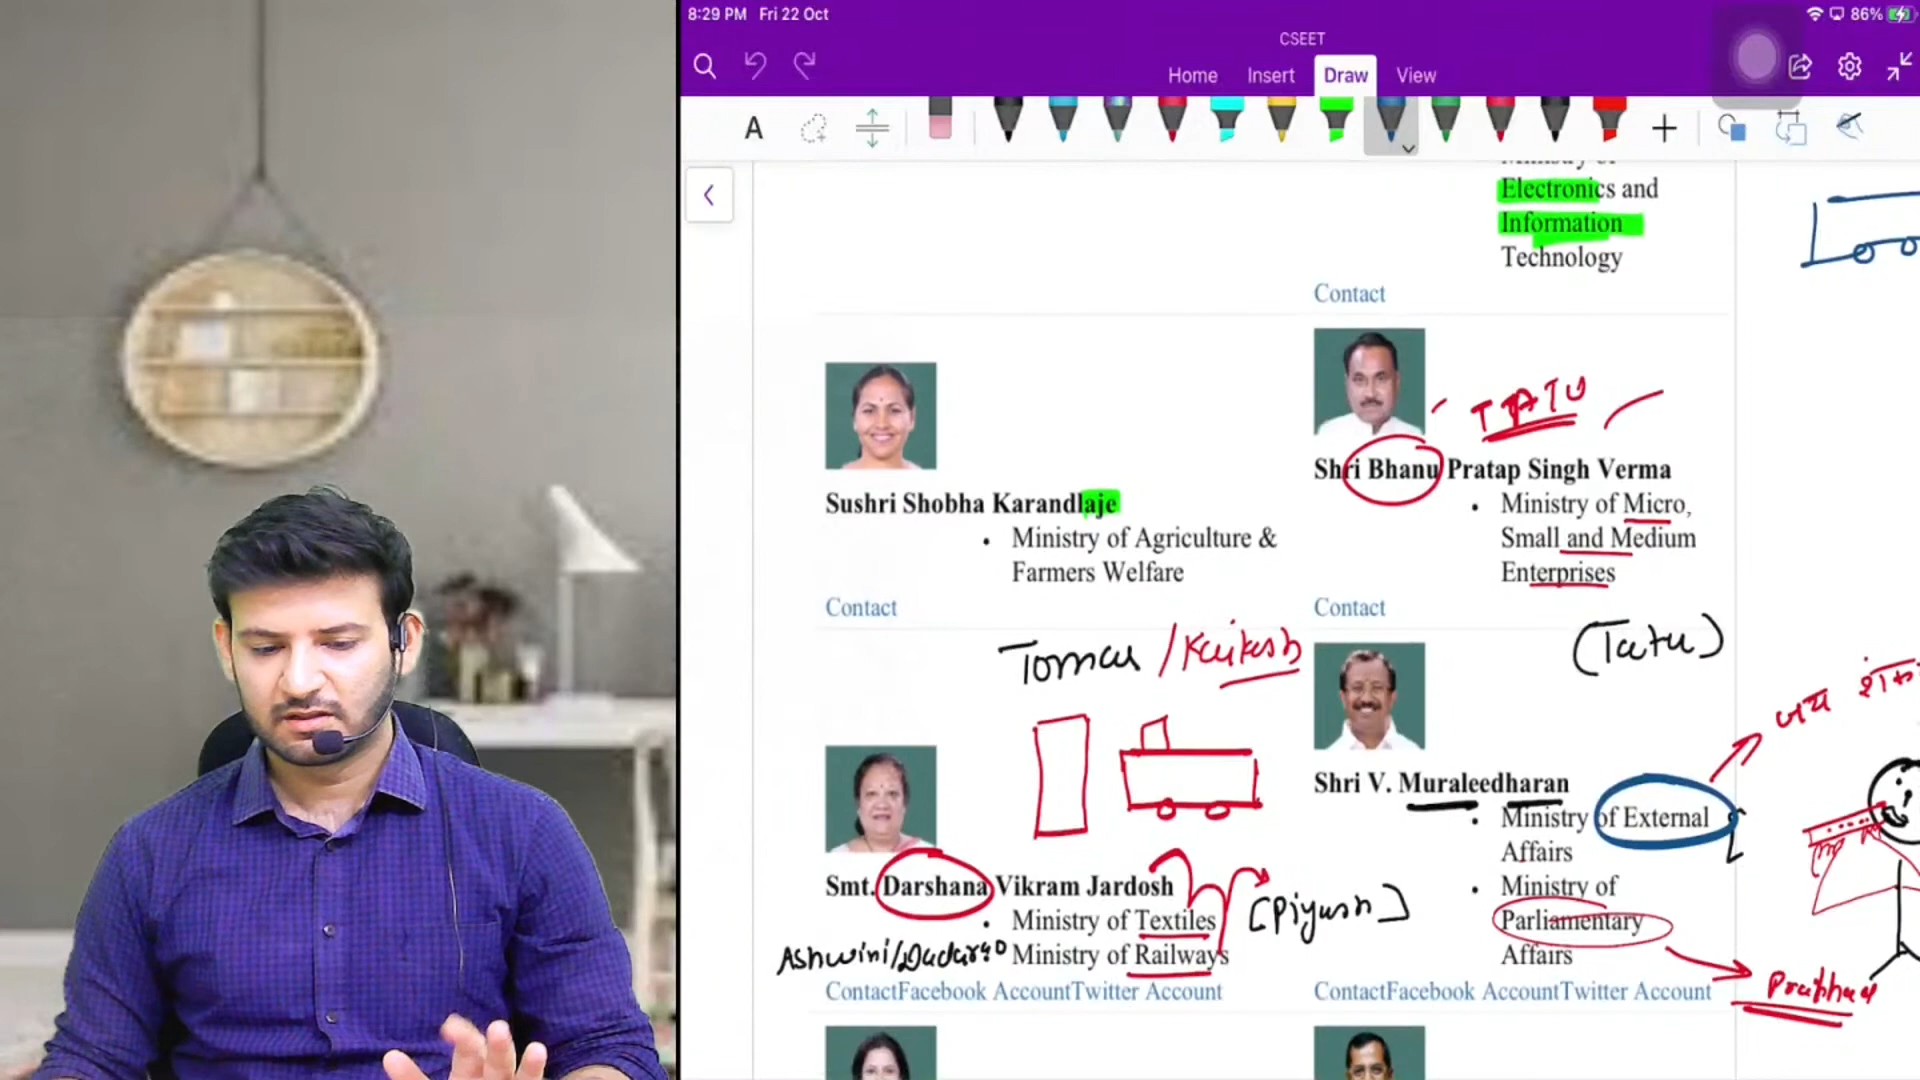 8:29 PM Fri 22 Oct
86%
CSEET
Home Insert Draw View
A
Electronics and
Information
Technology
Contact
TATU
Sushri Shobha Karandlaje
Ministry of Agriculture &
Farmers Welfare
Contact
Shri Bhanu Pratap Singh Verma
Ministry of Micro,
Small and Medium
Enterprises
Contact
Tomar / Kailash
(Tatu)
Smt. Darshana Vikram Jardosh
Ministry of Textiles
Ministry of Railways
[Piyush]
Ashwini/
ContactFacebook AccountTwitter Account
Shri V. Muraleedharan
Ministry of External
Affairs
Ministry of
Parliamentary
Affairs
ContactFacebook AccountTwitter Account
जय